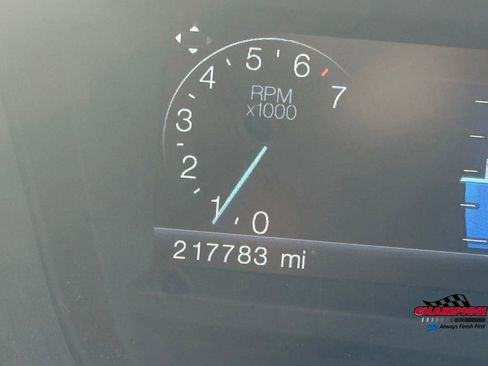 5 6
4 7
RPM
x1000
3
2
1 0
217783 mi
CHAMPION
Always Finish First